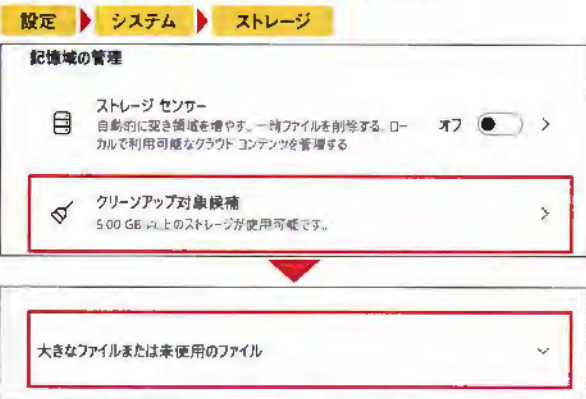 設定 システム ストレージ
記憶域の管理
ストレージ センサー
自動的に空き領域を増やす、一時ファイルを削除する、ロー
カルで利用可能なクラウド コンテンツを管理する
オフ
クリーンアップ対象候補
5.00 GB 以上のストレージが使用可能です。
大きなファイルまたは未使用のファイル